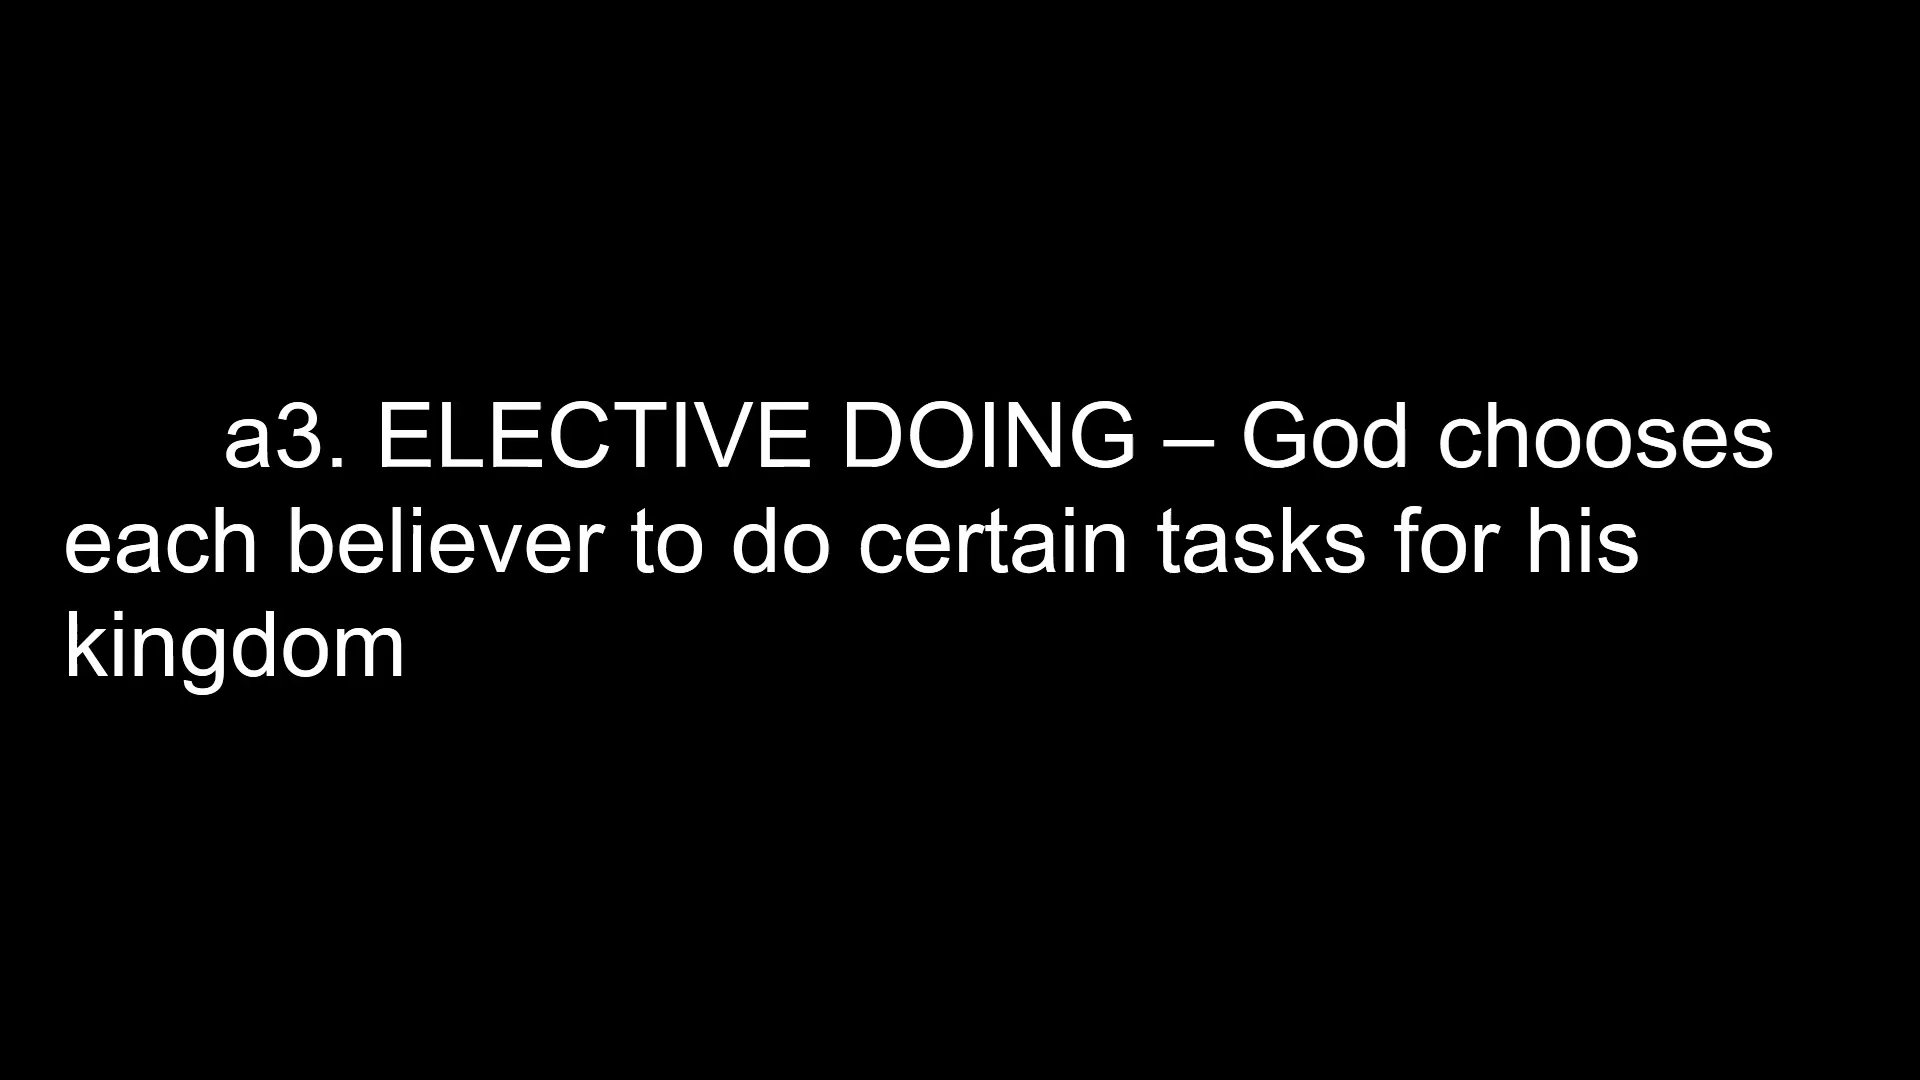 a3. ELECTIVE DOING – God chooses
each believer to do certain tasks for his
kingdom